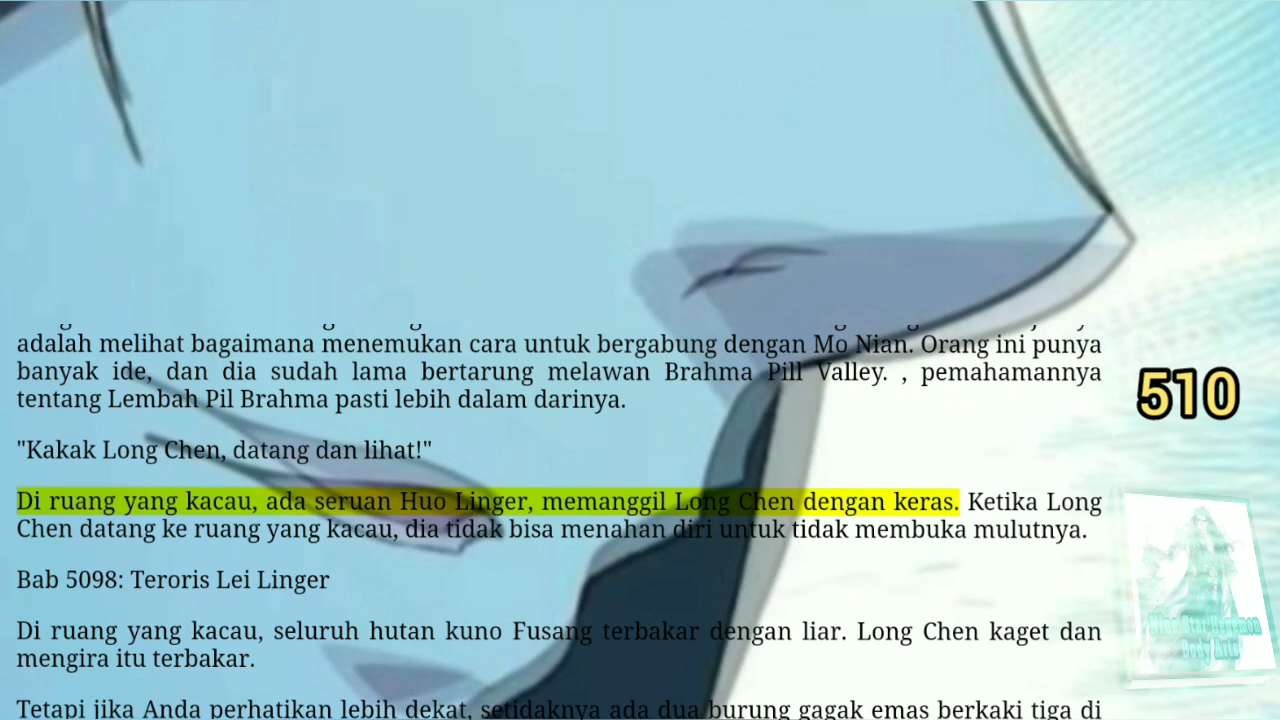 adalah melihat bagaimana menemukan cara untuk bergabung dengan Mo Nian. Orang ini punya
banyak ide, dan dia sudah lama bertarung melawan Brahma Pill Valley. , pemahamannya
tentang Lembah Pil Brahma pasti lebih dalam darinya.
"Kakak Long Chen, datang dan lihat!"
Di ruang yang kacau, ada seruan Huo Linger, memanggil Long Chen dengan keras. Ketika Long
Chen datang ke ruang yang kacau, dia tidak bisa menahan diri untuk tidak membuka mulutnya.
Bab 5098: Teroris Lei Linger
Di ruang yang kacau, seluruh hutan kuno Fusang terbakar dengan liar. Long Chen kaget dan
mengira itu terbakar.
Tetapi jika Anda perhatikan lebih dekat, setidaknya ada dua burung gagak emas berkaki tiga di
510
Nine Star Hegemon
Body Arts